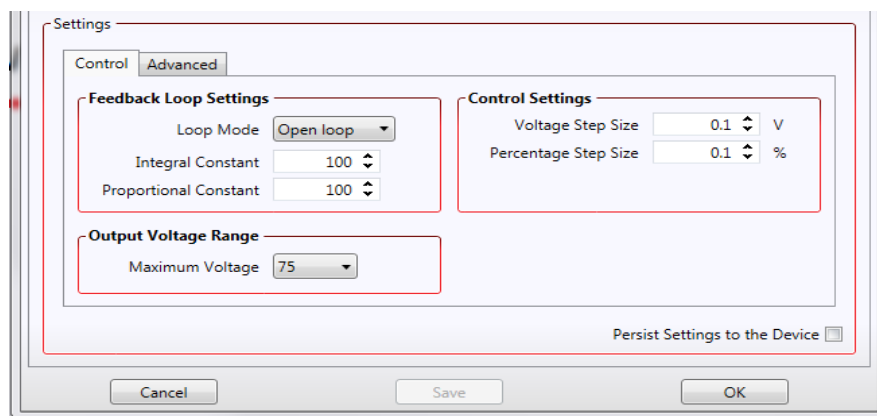 Settings
Control Advanced
Feedback Loop Settings
Loop Mode Open loop
Integral Constant 100
Proportional Constant 100
Control Settings
Voltage Step Size 0.1 V
Percentage Step Size 0.1 %
Output Voltage Range
Maximum Voltage 75
Persist Settings to the Device
Cancel Save OK